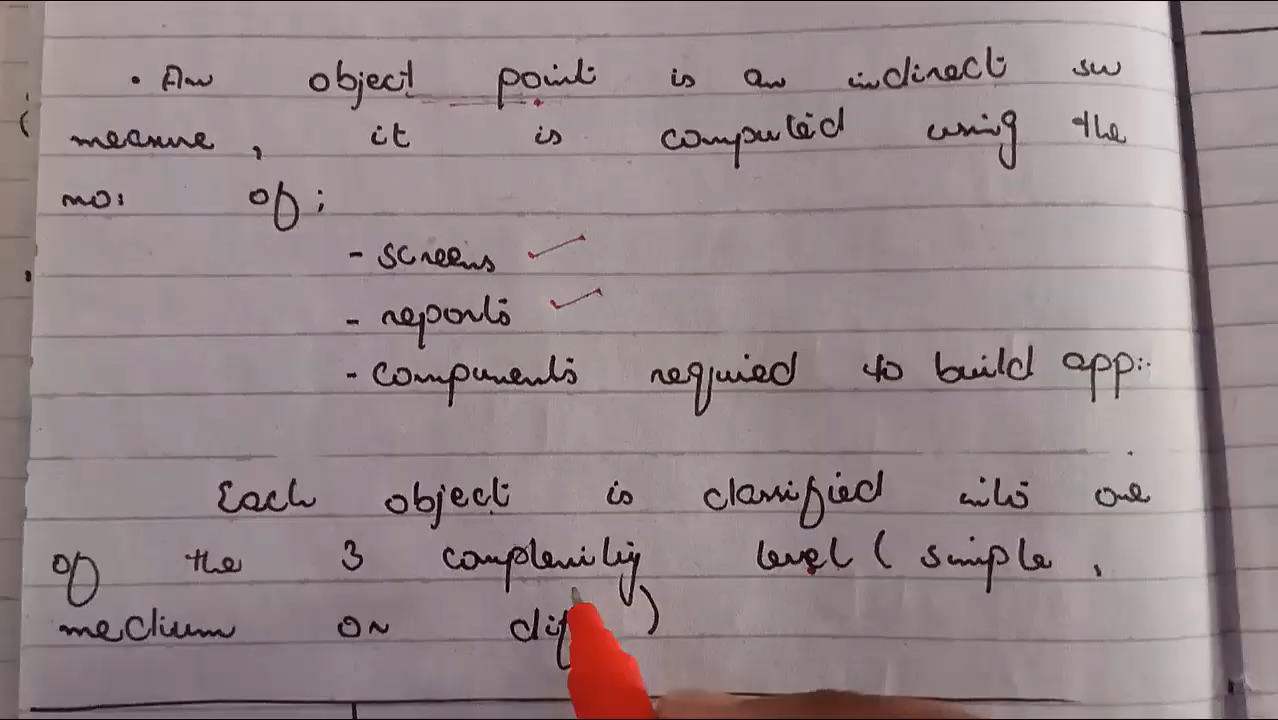 • An object point is an indirect sw
measure, it is computed using the
no: of :
- screens
- reports
- components required to build app:
Each object is classified into one
of the 3 complexity level ( simple,
medium or )